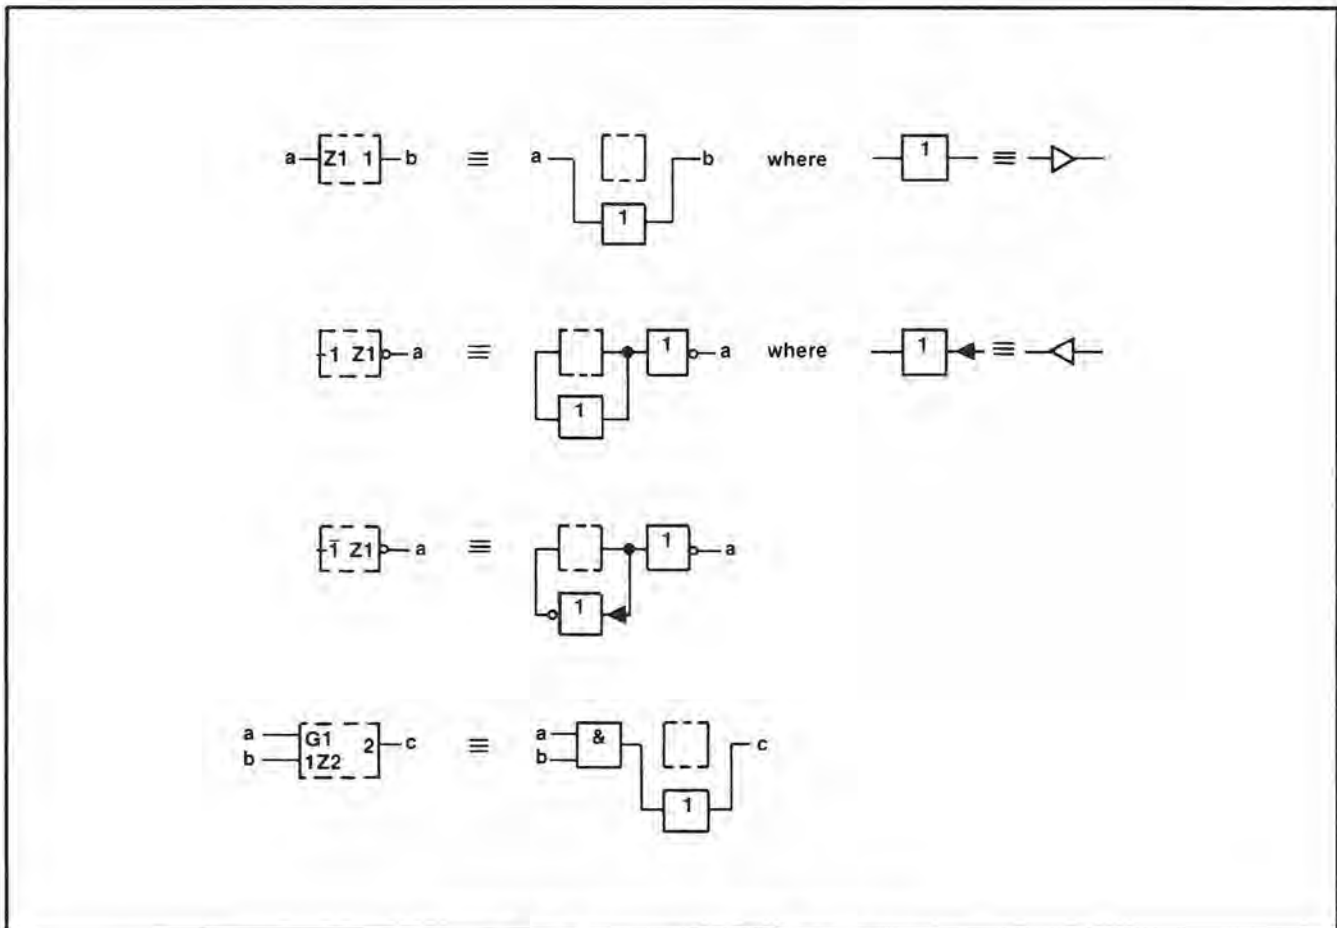 a Z1 1 b ≡ a b where 1 ≡
1
1 Z1 a ≡ 1 a where 1 ≡
1
1̅ Z1 a ≡ 1 a
1
a G1 2 c ≡ a & c
b 1Z2 b
1